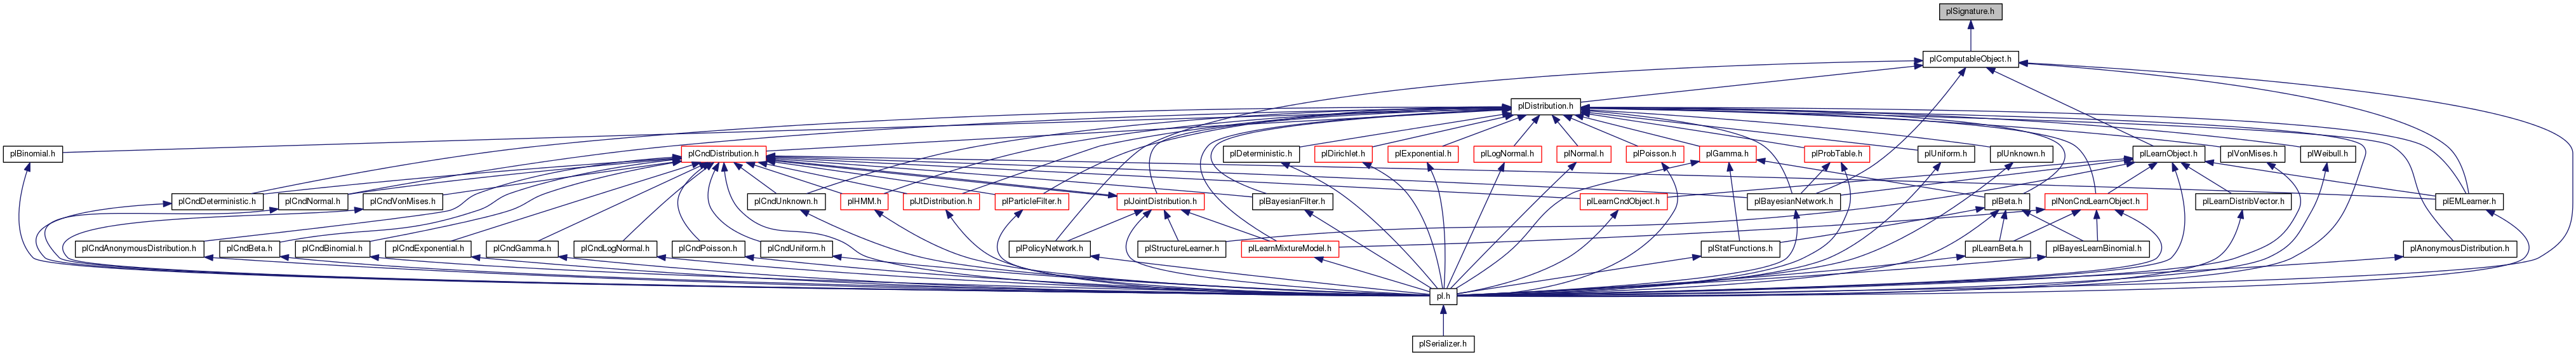 plSignature.h
plComputableObject.h
plDistribution.h
plBinomial.h
plCndDistribution.h
plDeterministic.h
plDirichlet.h
plExponential.h
plLogNormal.h
plNormal.h
plPoisson.h
plGamma.h
plProbTable.h
plUniform.h
plUnknown.h
plLearnObject.h
plVonMises.h
plWeibull.h
plCndDeterministic.h
plCndNormal.h
plCndVonMises.h
plCndUnknown.h
plHMM.h
plJtDistribution.h
plParticleFilter.h
plJointDistribution.h
plBayesianFilter.h
plLearnCndObject.h
plBayesianNetwork.h
plBeta.h
plNonCndLearnObject.h
plLearnDistribVector.h
plEMLearner.h
plCndAnonymousDistribution.h
plCndBeta.h
plCndBinomial.h
plCndExponential.h
plCndGamma.h
plCndLogNormal.h
plCndPoisson.h
plCndUniform.h
plPolicyNetwork.h
plStructureLearner.h
plLearnMixtureModel.h
plStatFunctions.h
plLearnBeta.h
plBayesLearnBinomial.h
plAnonymousDistribution.h
pl.h
plSerializer.h